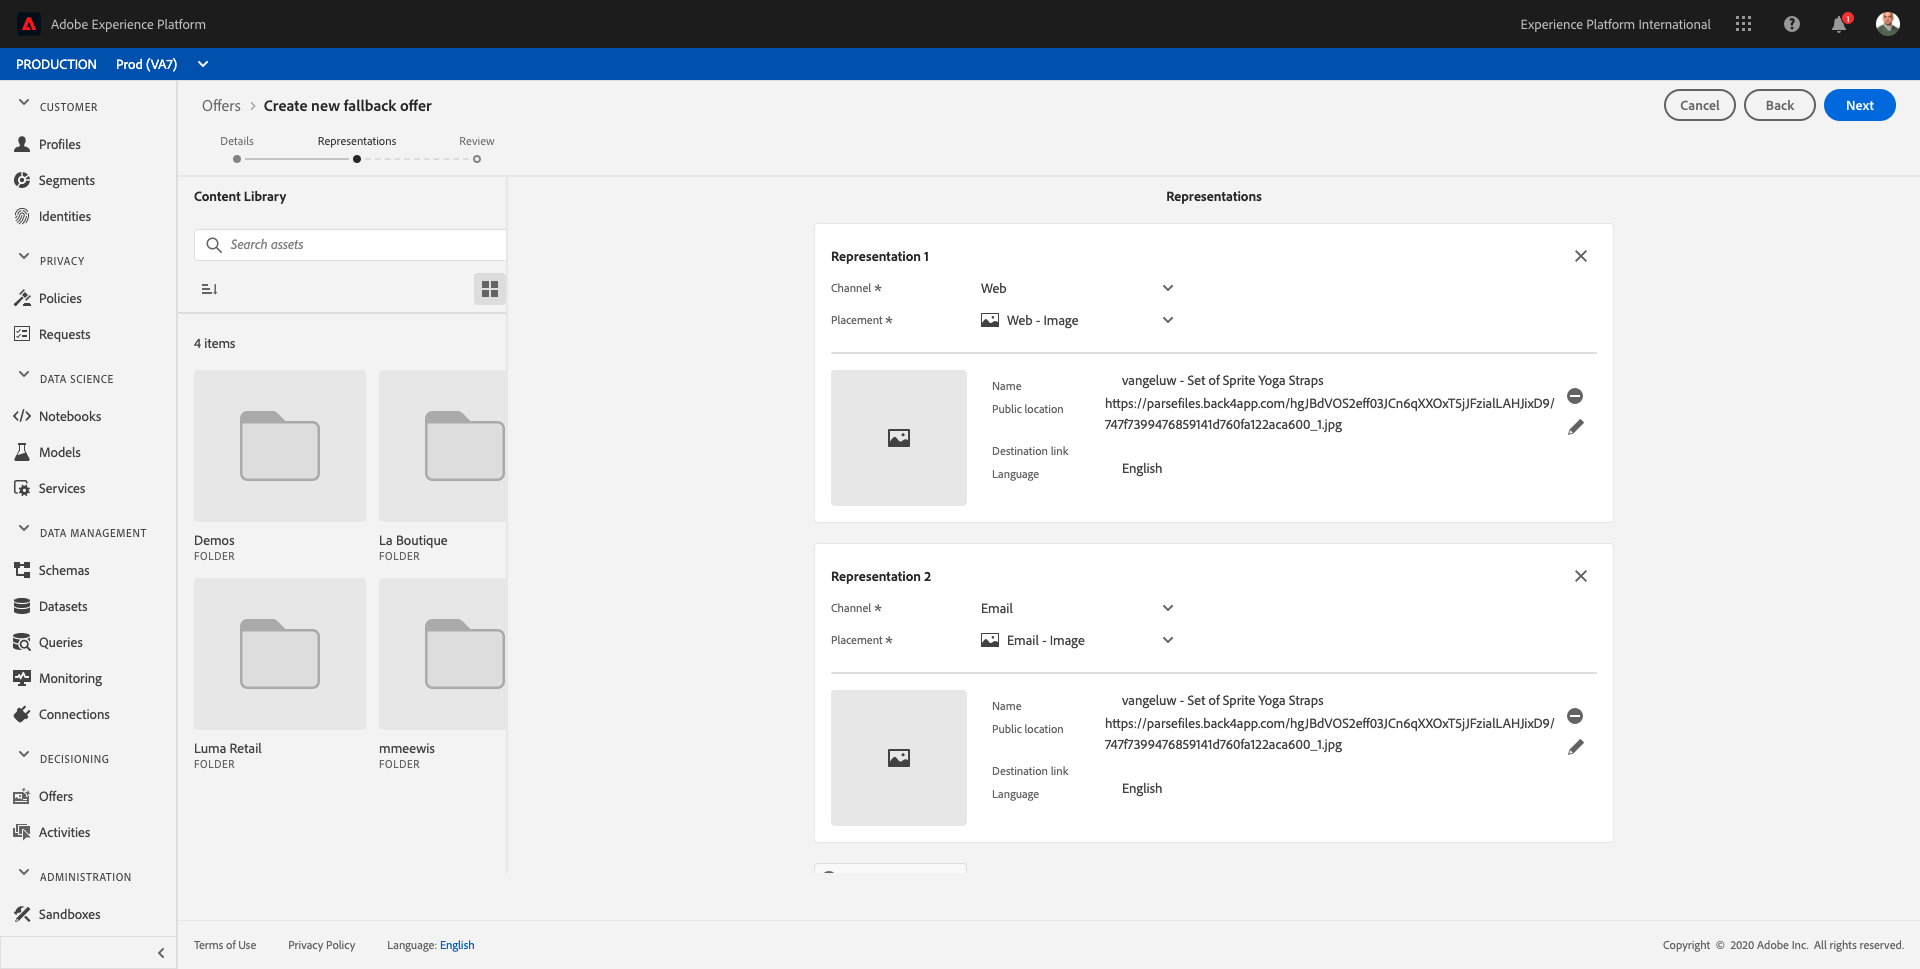 Adobe Experience Platform
Experience Platform International
1
PRODUCTION Prod (VA7)
CUSTOMER
Profiles
Segments
Identities
PRIVACY
Policies
Requests
DATA SCIENCE
Notebooks
Models
Services
DATA MANAGEMENT
Schemas
Datasets
Queries
Monitoring
Connections
DECISIONING
Offers
Activities
ADMINISTRATION
Sandboxes
Offers > Create new fallback offer
Cancel
Back
Next
Details
Representations
Review
Content Library
Search assets
4 items
Demos
FOLDER
La Boutique
FOLDER
Luma Retail
FOLDER
mmeewis
FOLDER
Representations
Representation 1
Channel *
Web
Placement *
Web - Image
Name
vangeluw - Set of Sprite Yoga Straps
Public location
https://parsefiles.back4app.com/hgJBdVOS2eff03JCn6qXXOxT5jJFzialLAHJixD9/
747f7399476859141d760fa122aca600_1.jpg
Destination link
Language
English
Representation 2
Channel *
Email
Placement *
Email - Image
Name
vangeluw - Set of Sprite Yoga Straps
Public location
https://parsefiles.back4app.com/hgJBdVOS2eff03JCn6qXXOxT5jJFzialLAHJixD9/
747f7399476859141d760fa122aca600_1.jpg
Destination link
Language
English
Terms of Use
Privacy Policy
Language: English
Copyright © 2020 Adobe Inc. All rights reserved.